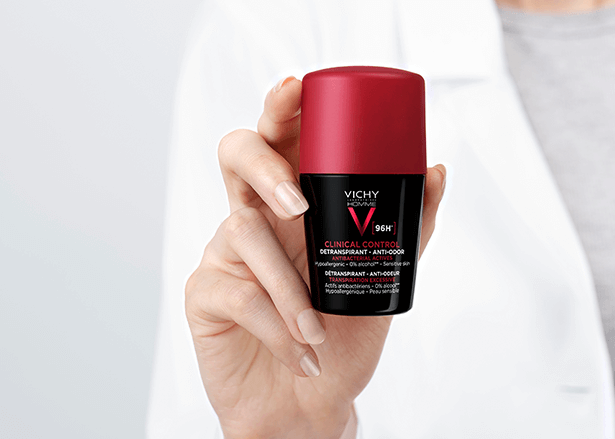 VICHY
LABORATOIRES
HOMME
V [96H*]
CLINICAL CONTROL
DETRANSPIRANT • ANTI-ODOR
ANTIBACTERIAL ACTIVES
Hypoallergenic – 0% alcohol** – Sensitive skin
DÉTRANSPIRANT • ANTI-ODEUR
TRANSPIRATION EXCESSIVE
Actifs antibactériens – 0% alcool**
Hypoallergénique – Peau sensible